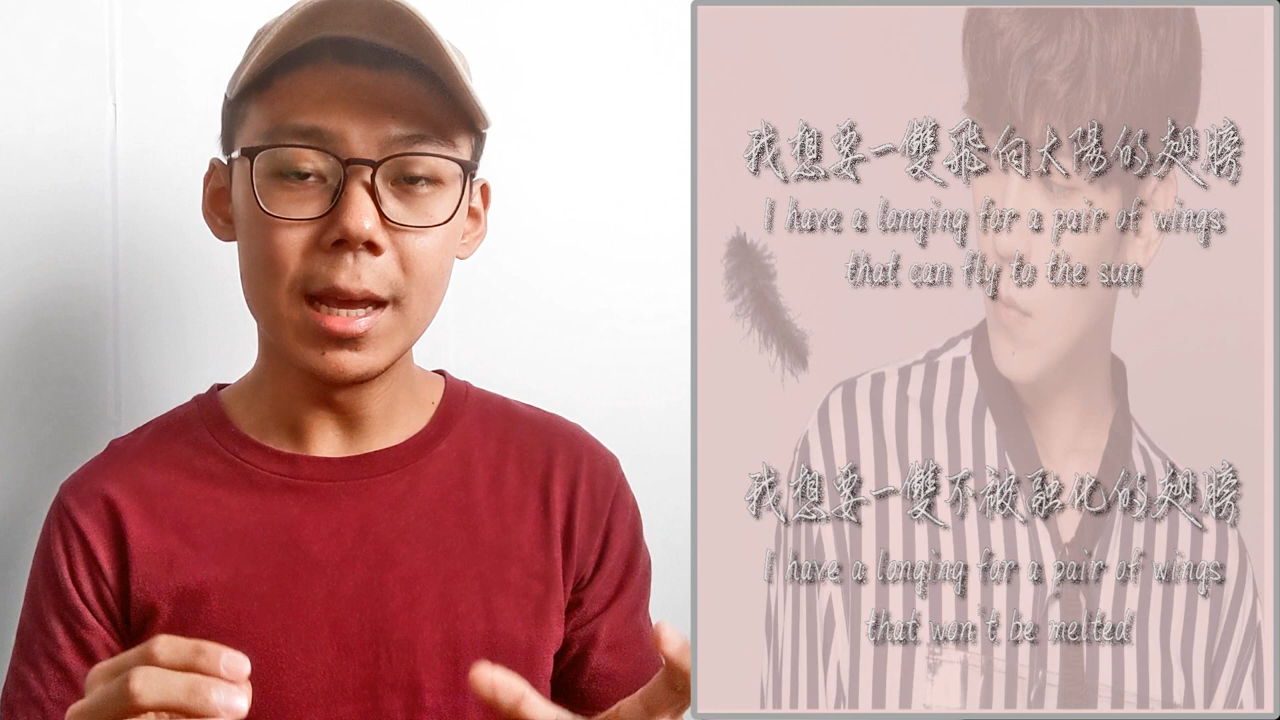 我想要一雙飛向太陽的翅膀
I have a longing for a pair of wings
that can fly to the sun
我想要一雙不被融化的翅膀
I have a longing for a pair of wings
that won't be melted